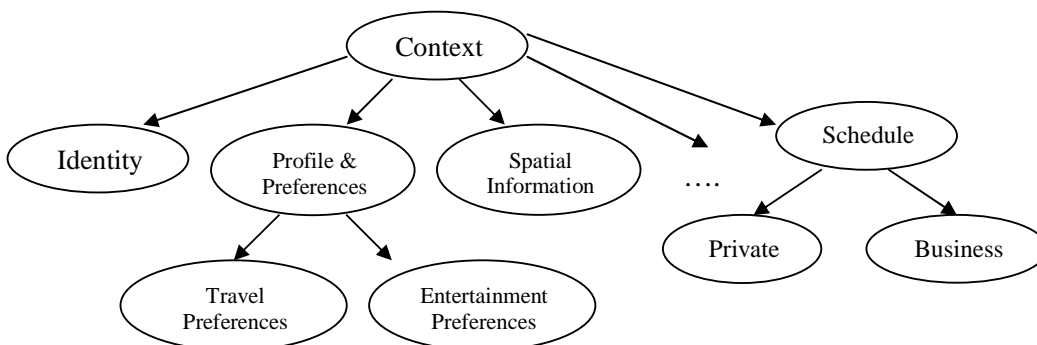 Context
Identity
Profile &
Preferences
Spatial
Information
….
Schedule
Private
Business
Travel
Preferences
Entertainment
Preferences